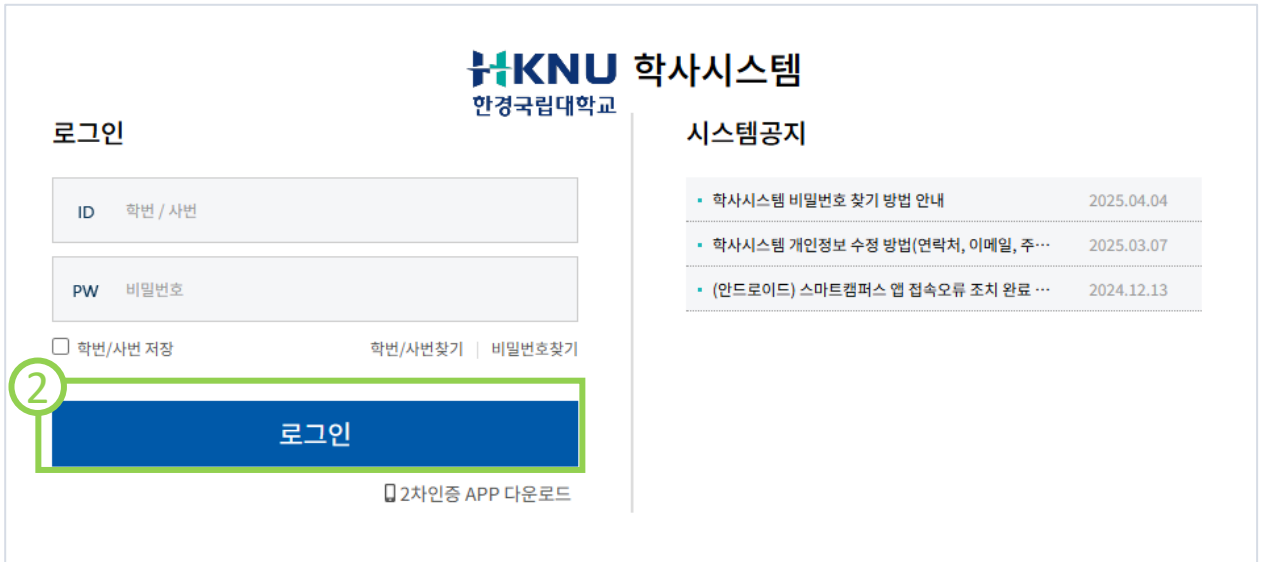 HKNU 학사시스템
한경국립대학교
로그인
ID 학번 / 사번
PW 비밀번호
학번/사번 저장 학번/사번찾기 | 비밀번호찾기
2
로그인
2차인증 APP 다운로드
시스템공지
학사시스템 비밀번호 찾기 방법 안내 2025.04.04
학사시스템 개인정보 수정 방법(연락처, 이메일, 주⋯ 2025.03.07
(안드로이드) 스마트캠퍼스 앱 접속오류 조치 완료 ⋯ 2024.12.13